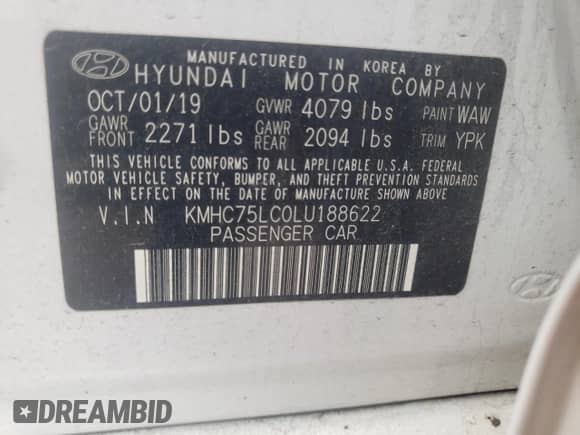 MANUFACTURED IN KOREA BY
HYUNDAI MOTOR COMPANY
OCT/01/19 GVWR 4079 lbs PAINT WAW
GAWR FRONT 2271 lbs GAWR REAR 2094 lbs TRIM YPK
THIS VEHICLE CONFORMS TO ALL APPLICABLE U.S.A. FEDERAL
MOTOR VEHICLE SAFETY, BUMPER, AND THEFT PREVENTION STANDARDS
IN EFFECT ON THE DATE OF MANUFACTURE SHOWN ABOVE
V.I.N KMHC75LC0LU188622
PASSENGER CAR
DREAMBID